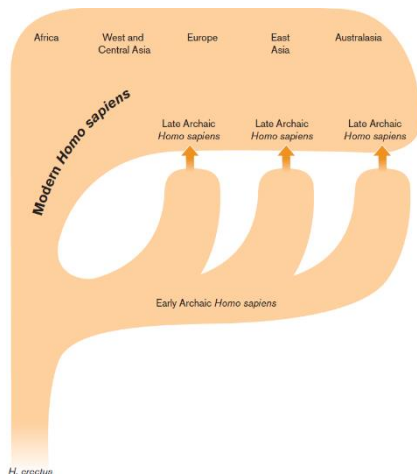 Africa
West and
Central Asia
Europe
East
Asia
Australasia
Modern Homo sapiens
Late Archaic
Homo sapiens
Late Archaic
Homo sapiens
Late Archaic
Homo sapiens
Early Archaic Homo sapiens
H. erectus